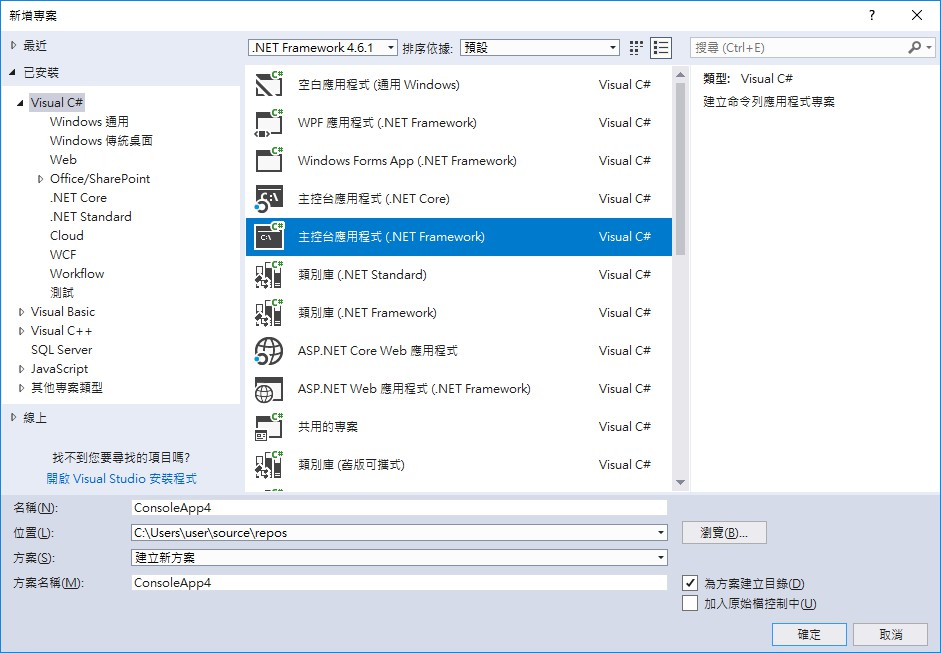 新增專案
? ×
最近
.NET Framework 4.6.1 排序依據: 預設 搜尋 (Ctrl+E)
已安裝
Visual C#
Windows 通用
Windows 傳統桌面
Web
Office/SharePoint
.NET Core
.NET Standard
Cloud
WCF
Workflow
測試
Visual Basic
Visual C++
SQL Server
JavaScript
其他專案類型
線上
找不到您要尋找的項目嗎?
開啟 Visual Studio 安裝程式
C# 空白應用程式 (通用 Windows) Visual C#
C# WPF 應用程式 (.NET Framework) Visual C#
C# Windows Forms App (.NET Framework) Visual C#
C# C:\ 主控台應用程式 (.NET Core) Visual C#
C# C:\ 主控台應用程式 (.NET Framework) Visual C#
C# 類別庫 (.NET Standard) Visual C#
C# 類別庫 (.NET Framework) Visual C#
ASP.NET Core Web 應用程式 Visual C#
ASP.NET Web 應用程式 (.NET Framework) Visual C#
C# 共用的專案 Visual C#
C# 類別庫 (舊版可攜式) Visual C#
類型: Visual C#
建立命令列應用程式專案
名稱(N): ConsoleApp4
位置(L): C:\Users\user\source\repos 瀏覽(B)...
方案(S): 建立新方案
方案名稱(M): ConsoleApp4
為方案建立目錄(D)
加入原始檔控制中(U)
確定 取消